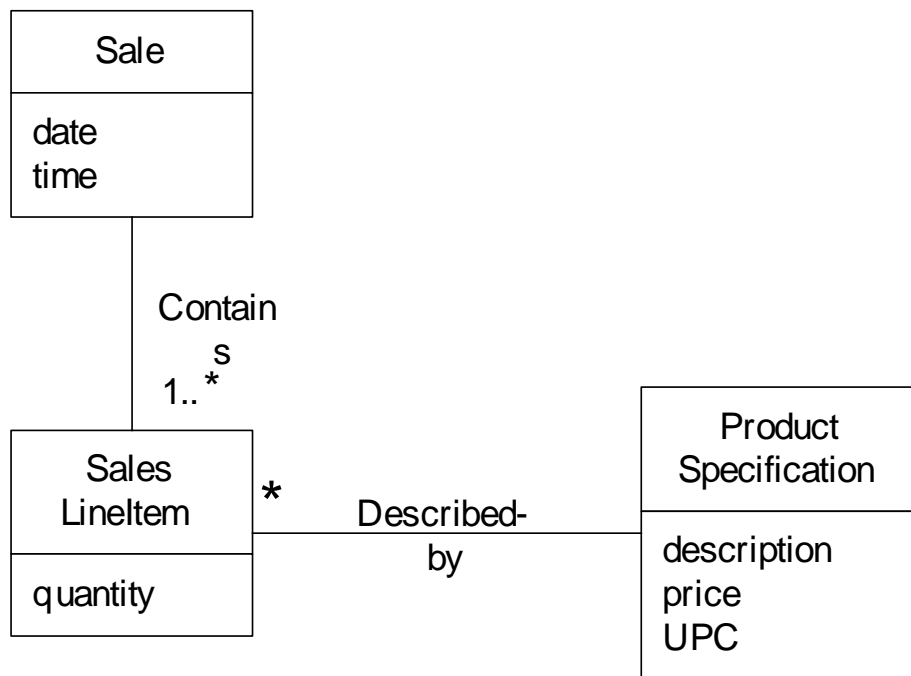 Sale
date
time
Contain
s
1..*
Sales
LineItem
*
quantity
Described-
by
Product
Specification
description
price
UPC